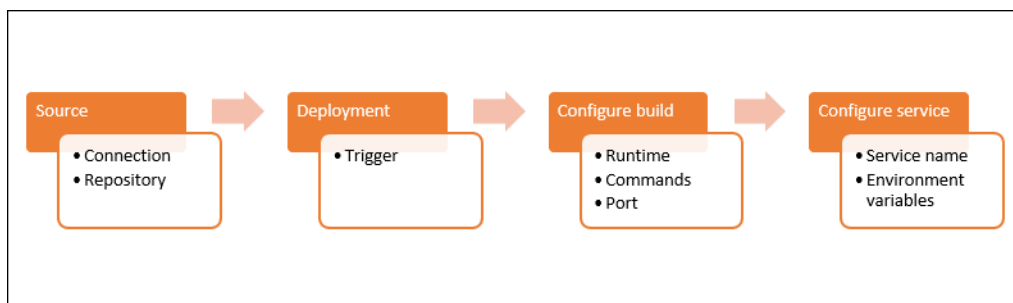 Source
• Connection
• Repository
Deployment
• Trigger
Configure build
• Runtime
• Commands
• Port
Configure service
• Service name
• Environment
variables